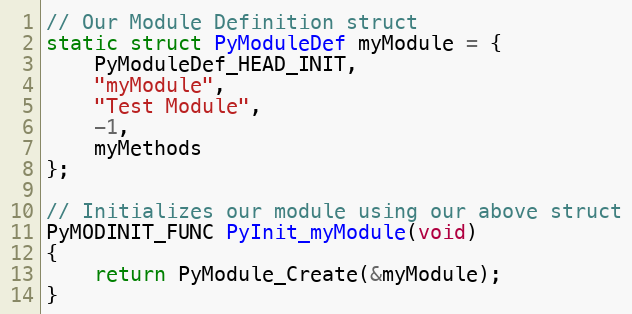 1 // Our Module Definition struct
2 static struct PyModuleDef myModule = {
3     PyModuleDef_HEAD_INIT,
4     "myModule",
5     "Test Module",
6     -1,
7     myMethods
8 };
9
10 // Initializes our module using our above struct
11 PyMODINIT_FUNC PyInit_myModule(void)
12 {
13     return PyModule_Create(&myModule);
14 }